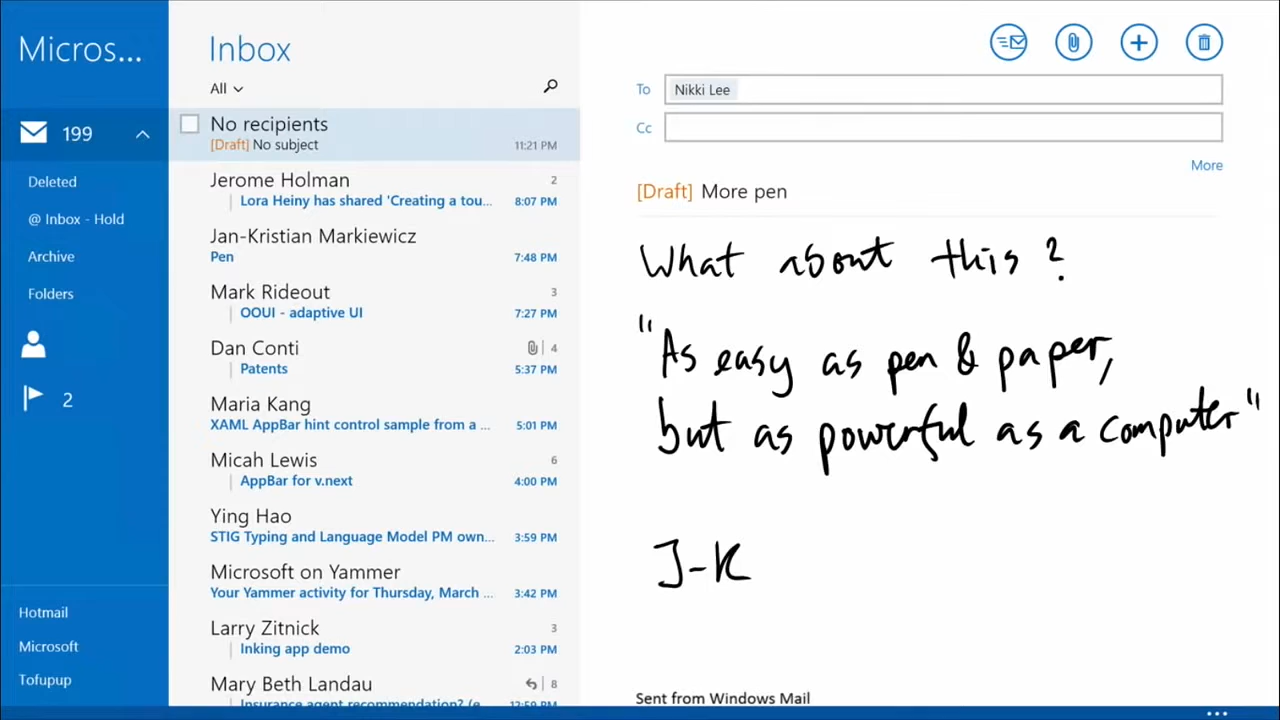 Micros...
199
Deleted
@ Inbox - Hold
Archive
Folders
2
Hotmail
Microsoft
Tofupup
Inbox
All
No recipients
[Draft] No subject 11:21 PM
Jerome Holman 2
Lora Heiny has shared 'Creating a tou... 8:07 PM
Jan-Kristian Markiewicz
Pen 7:48 PM
Mark Rideout 3
OOUI - adaptive UI 7:27 PM
Dan Conti 4
Patents 5:37 PM
Maria Kang
XAML AppBar hint control sample from a ... 5:01 PM
Micah Lewis 6
AppBar for v.next 4:00 PM
Ying Hao
STIG Typing and Language Model PM own... 3:59 PM
Microsoft on Yammer
Your Yammer activity for Thursday, March ... 3:42 PM
Larry Zitnick 3
Inking app demo 2:03 PM
Mary Beth Landau 8
Insurance agent recommendation? (e... 12:59 PM
To Nikki Lee
Cc
More
[Draft] More pen
What about this?
"As easy as pen & paper,
but as powerful as a computer"
J-K
Sent from Windows Mail